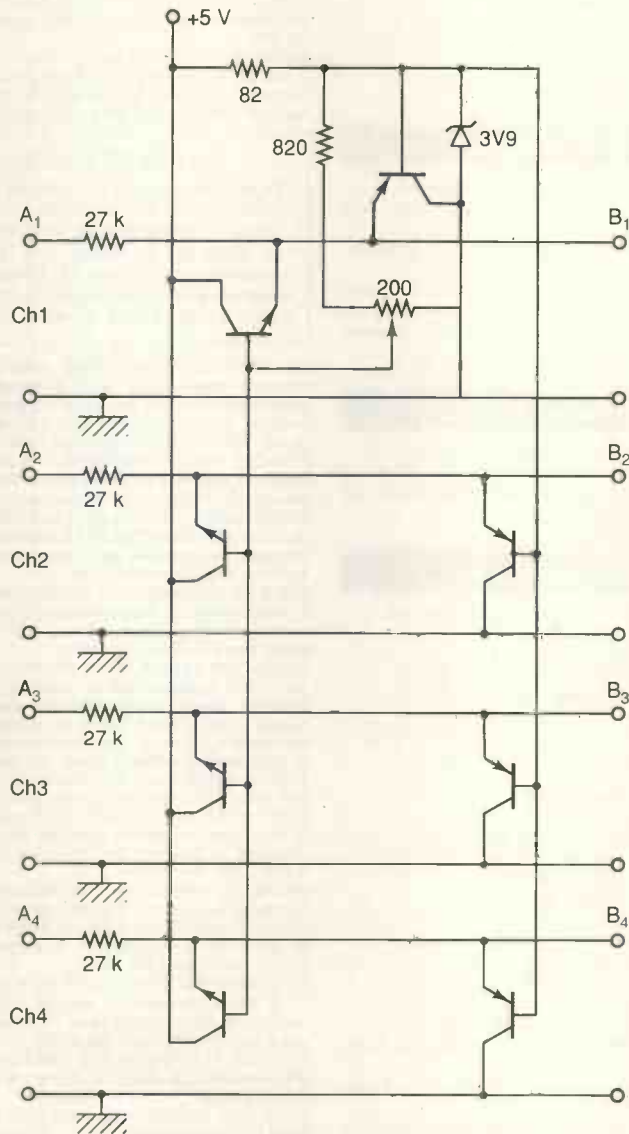 +5 V
82
820
3V9
A₁
27 k
B₁
200
Ch1
A₂
27 k
B₂
Ch2
A₃
27 k
B₃
Ch3
A₄
27 k
B₄
Ch4